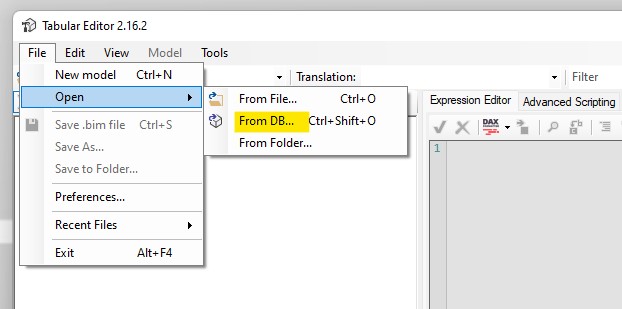 Tabular Editor 2.16.2
File Edit View Model Tools
New model Ctrl+N
Translation:
Filter
Open
From File... Ctrl+O
Expression Editor Advanced Scripting
Save .bim file Ctrl+S
From DB... Ctrl+Shift+O
DAX
Save As...
From Folder...
1
Save to Folder...
Preferences...
Recent Files
Exit Alt+F4